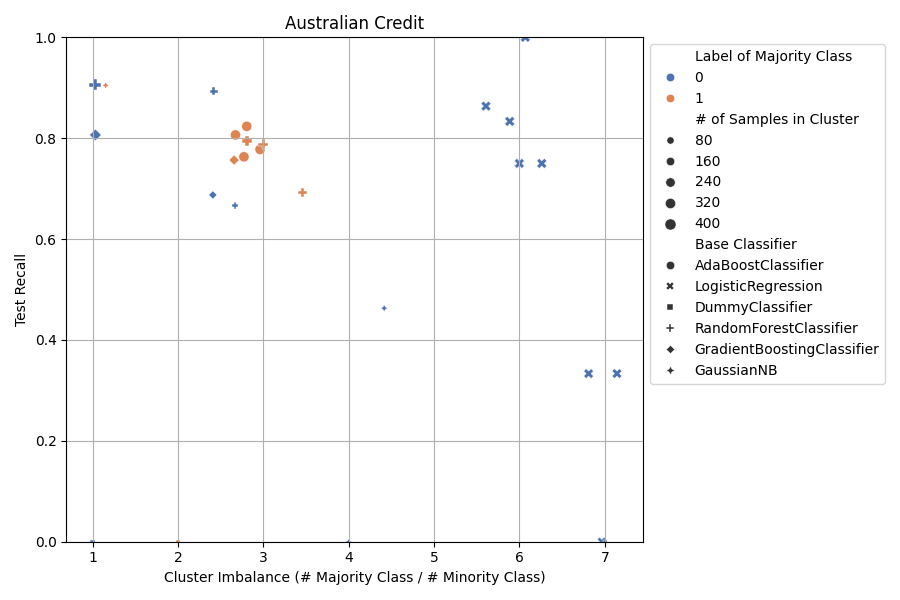 Australian Credit
1.0
0.8
0.6
0.4
0.2
0.0
Test Recall
1 2 3 4 5 6 7
Cluster Imbalance (# Majority Class / # Minority Class)
Label of Majority Class
0
1
# of Samples in Cluster
80
160
240
320
400
Base Classifier
AdaBoostClassifier
LogisticRegression
DummyClassifier
RandomForestClassifier
GradientBoostingClassifier
GaussianNB